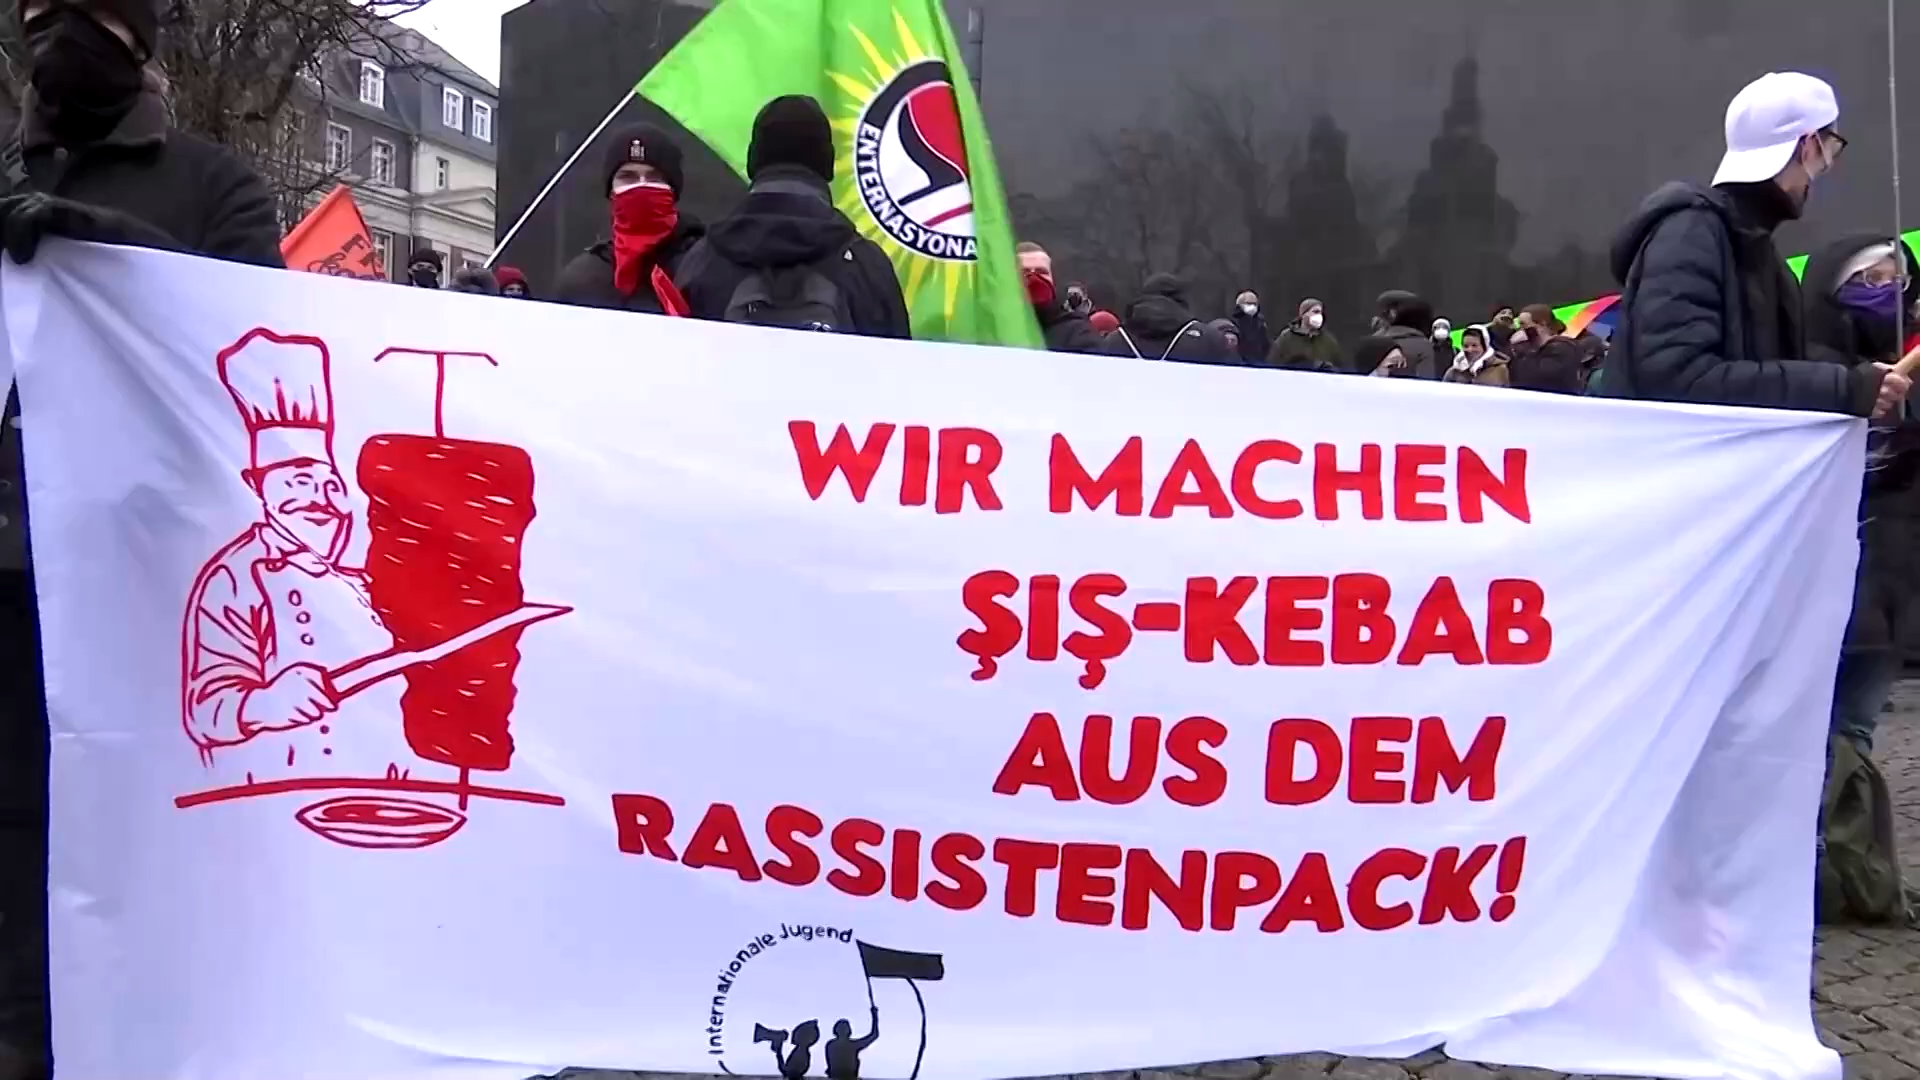 ENTERNASYONA
WIR MACHEN
ŞIŞ-KEBAB
AUS DEM
RASSISTENPACK!
Internationale Jugend